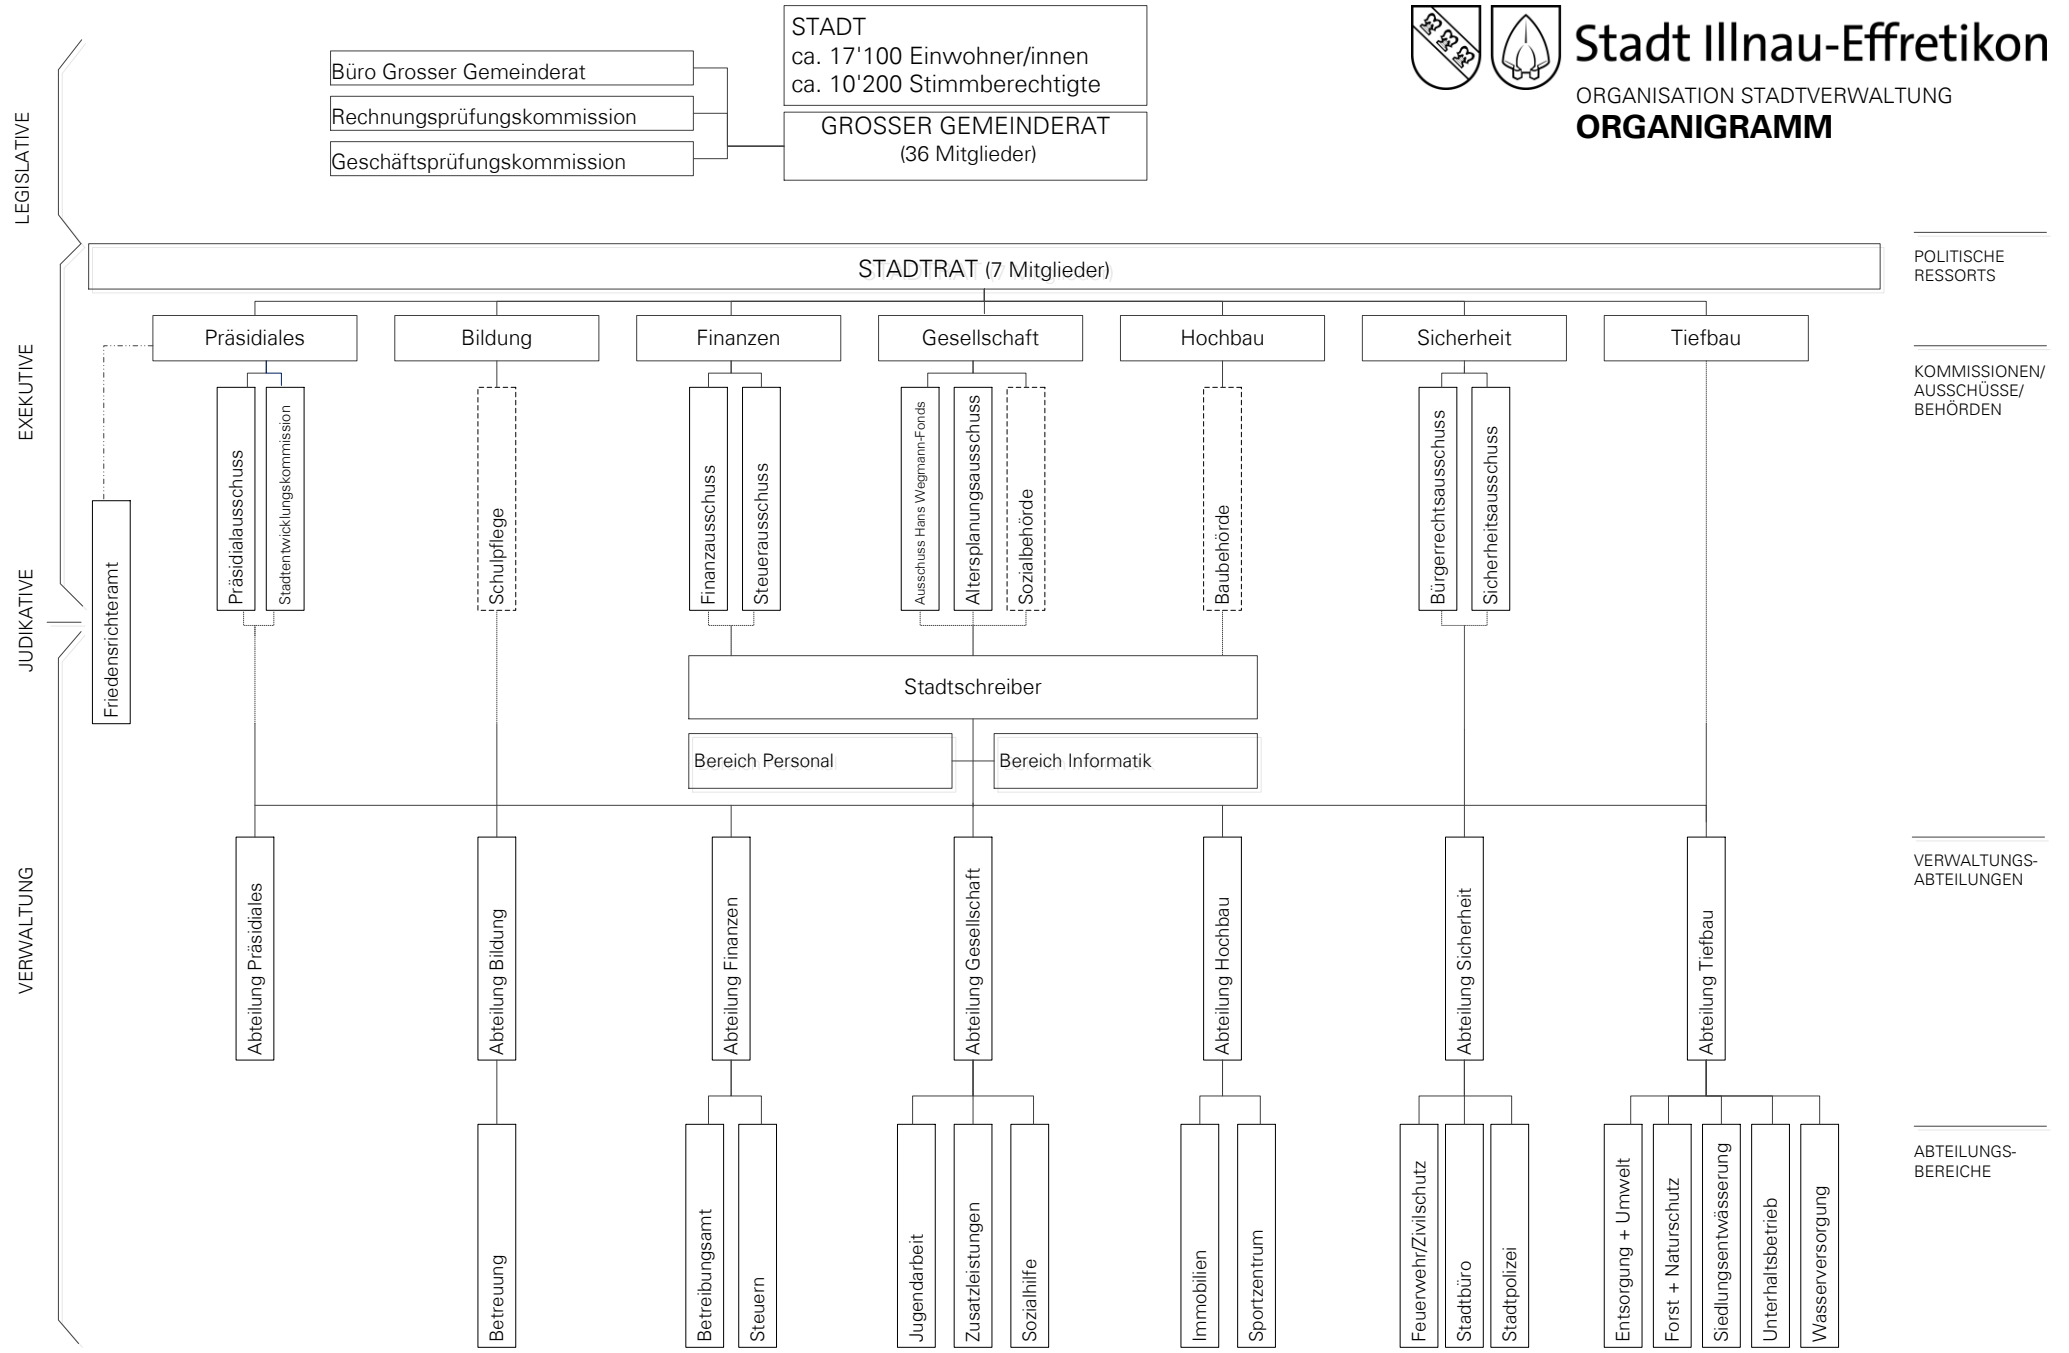 STADT
ca. 17'100 Einwohner/innen
ca. 10'200 Stimmberechtigte
Stadt Illnau-Effretikon
ORGANISATION STADTVERWALTUNG
ORGANIGRAMM
Büro Grosser Gemeinderat
Rechnungsprüfungskommission
Geschäftsprüfungskommission
GROSSER GEMEINDERAT
(36 Mitglieder)
LEGISLATIVE
STADTRAT (7 Mitglieder)
POLITISCHE
RESSORTS
EXEKUTIVE
Präsidiales
Bildung
Finanzen
Gesellschaft
Hochbau
Sicherheit
Tiefbau
KOMMISSIONEN/
AUSSCHÜSSE/
BEHÖRDEN
Präsidialausschuss
Stadtentwicklungskommission
Schulpflege
Finanzausschuss
Steuerausschuss
Ausschuss Hans Wegmann-Fonds
Altersplanungsausschuss
Sozialbehörde
Baubehörde
Bürgerrechtsausschuss
Sicherheitsausschuss
JUDIKATIVE
Friedensrichteramt
Stadtschreiber
Bereich Personal
Bereich Informatik
VERWALTUNG
Abteilung Präsidiales
Abteilung Bildung
Abteilung Finanzen
Abteilung Gesellschaft
Abteilung Hochbau
Abteilung Sicherheit
Abteilung Tiefbau
VERWALTUNGS-
ABTEILUNGEN
Betreuung
Betreibungsamt
Steuern
Jugendarbeit
Zusatzleistungen
Sozialhilfe
Immobilien
Sportzentrum
Feuerwehr/Zivilschutz
Stadtbüro
Stadtpolizei
Entsorgung + Umwelt
Forst + Naturschutz
Siedlungsentwässerung
Unterhaltsbetrieb
Wasserversorgung
ABTEILUNGS-
BEREICHE